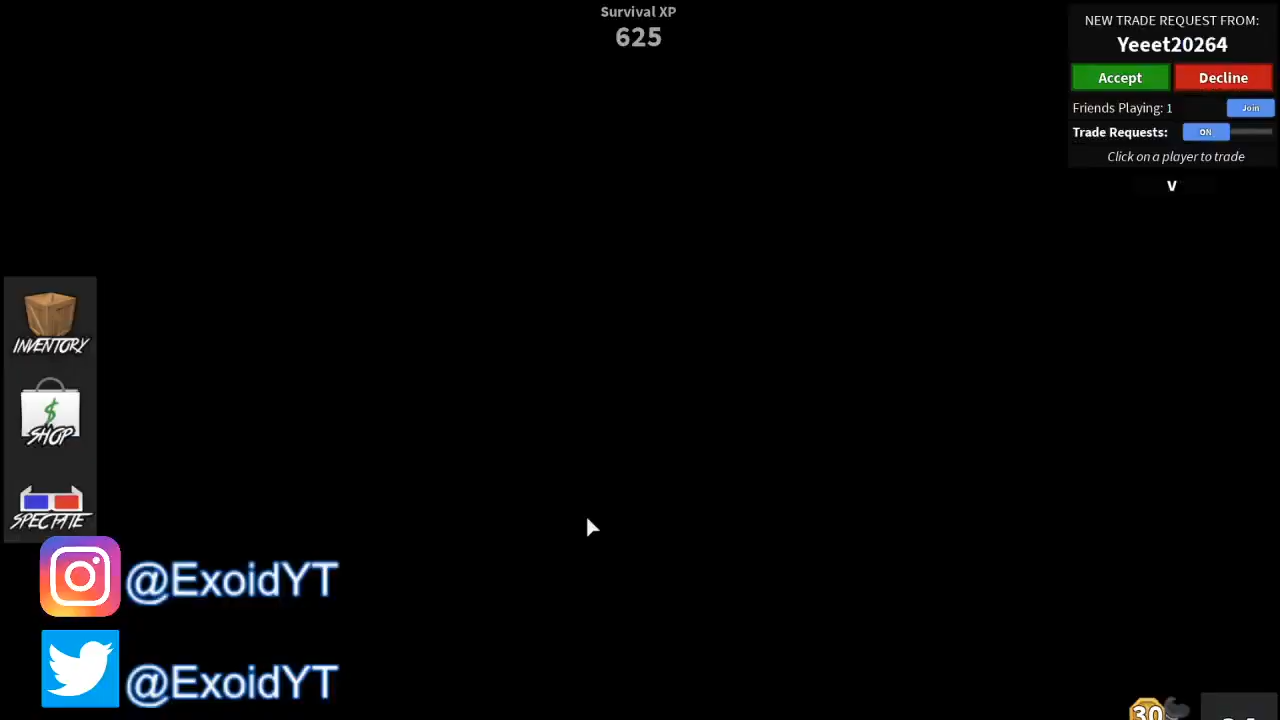 Survival XP
625
NEW TRADE REQUEST FROM:
Yeeet20264
Accept
Decline
Friends Playing: 1
Join
Trade Requests:
ON
Click on a player to trade
V
INVENTORY
$
SHOP
SPECTATE
@ExoidYT
@ExoidYT
30